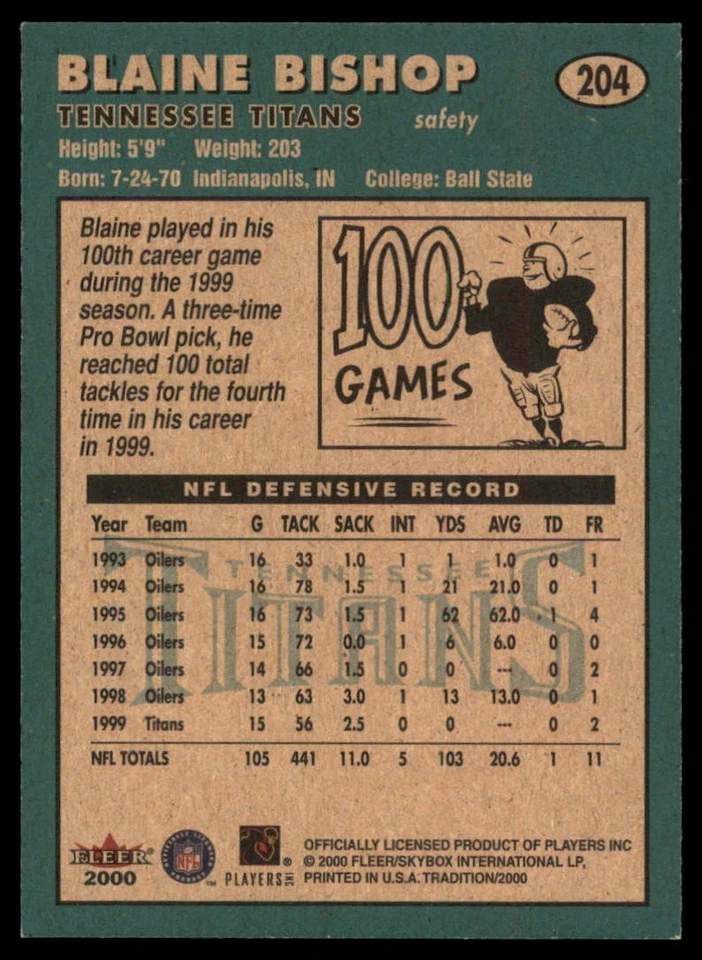 BLAINE BISHOP
204
TENNESSEE TITANS safety
Height: 5'9" Weight: 203
Born: 7-24-70 Indianapolis, IN College: Ball State
Blaine played in his
100th career game
during the 1999
season. A three-time
Pro Bowl pick, he
reached 100 total
tackles for the fourth
time in his career
in 1999.
100
GAMES
NFL DEFENSIVE RECORD
Year Team G TACK SACK INT YDS AVG TD FR
1993 Oilers 16 33 1.0 1 1 1.0 0 1
1994 Oilers 16 78 1.5 1 21 21.0 0 1
1995 Oilers 16 73 1.5 1 62 62.0 1 4
1996 Oilers 15 72 0.0 1 6 6.0 0 0
1997 Oilers 14 66 1.5 0 0 --- 0 2
1998 Oilers 13 63 3.0 1 13 13.0 0 1
1999 Titans 15 56 2.5 0 0 --- 0 2
NFL TOTALS 105 441 11.0 5 103 20.6 1 11
TENNESSEE
TITANS
FLEER
2000
NFL
TM
PLAYERS INC
®
OFFICIALLY LICENSED PRODUCT OF PLAYERS INC
© 2000 FLEER/SKYBOX INTERNATIONAL LP,
PRINTED IN U.S.A. TRADITION/2000